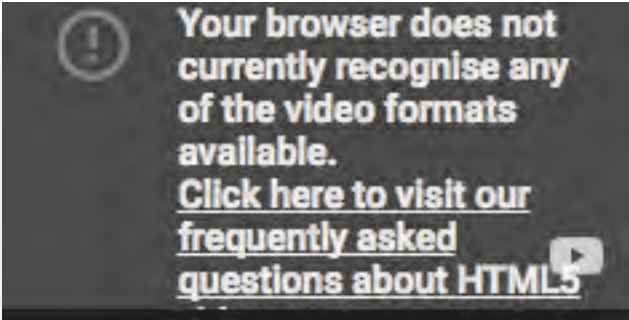 Your browser does not
currently recognise any
of the video formats
available.
Click here to visit our
frequently asked
questions about HTML5